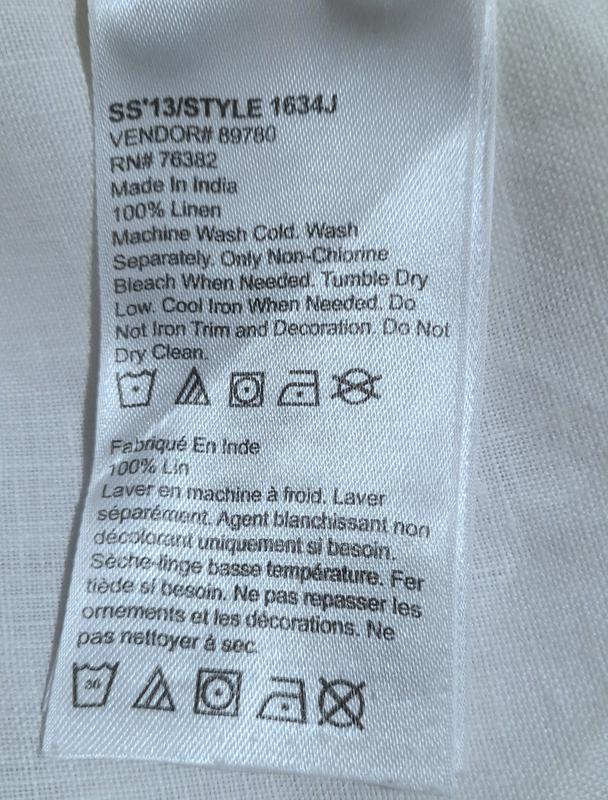 SS'13/STYLE 1634J
VENDOR# 89780
RN# 76382
Made In India
100% Linen
Machine Wash Cold. Wash
Separately. Only Non-Chlorine
Bleach When Needed. Tumble Dry
Low. Cool Iron When Needed. Do
Not Iron Trim and Decoration. Do Not
Dry Clean.
Fabriqué En Inde
100% Lin
Laver en machine à froid. Laver
séparément. Agent blanchissant non
décolorant uniquement si besoin.
Sèche-linge basse température. Fer
tiède si besoin. Ne pas repasser les
ornements et les décorations. Ne
pas nettoyer à sec.
30